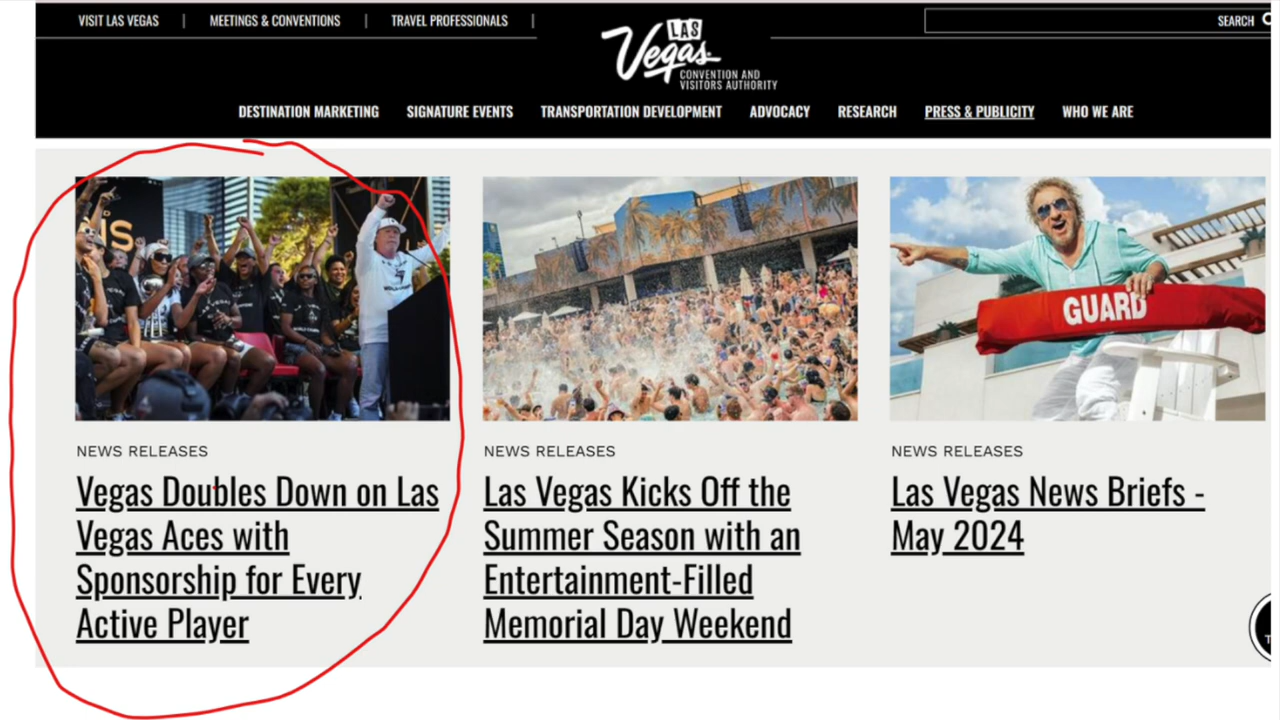 VISIT LAS VEGAS | MEETINGS & CONVENTIONS | TRAVEL PROFESSIONALS |
SEARCH
LAS
Vegas
CONVENTION AND
VISITORS AUTHORITY
DESTINATION MARKETING SIGNATURE EVENTS TRANSPORTATION DEVELOPMENT ADVOCACY RESEARCH PRESS & PUBLICITY WHO WE ARE
is
GUARD
NEWS RELEASES
Vegas Doubles Down on Las
Vegas Aces with
Sponsorship for Every
Active Player
NEWS RELEASES
Las Vegas Kicks Off the
Summer Season with an
Entertainment-Filled
Memorial Day Weekend
NEWS RELEASES
Las Vegas News Briefs -
May 2024